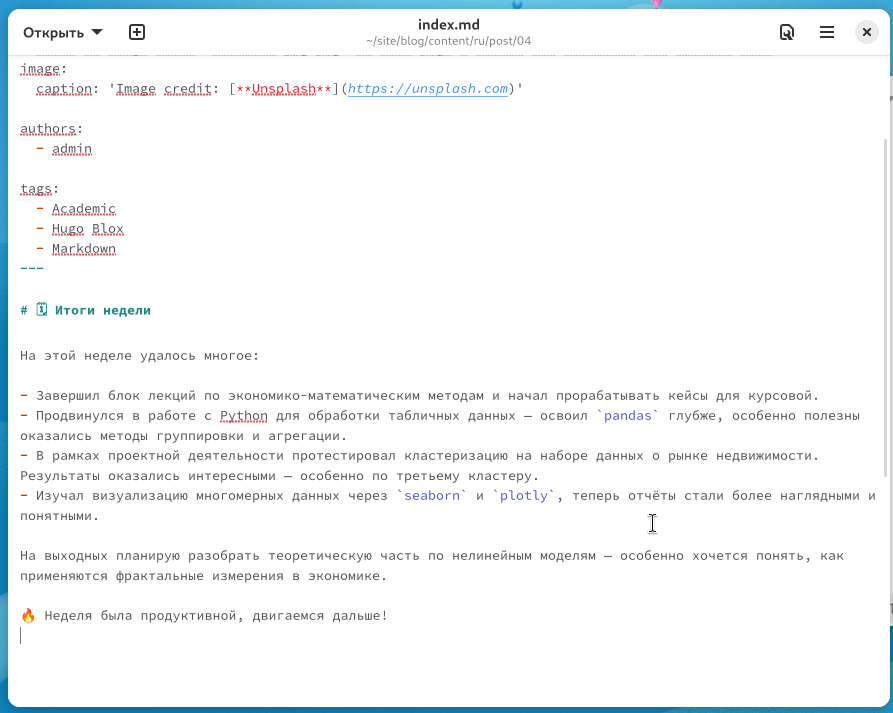 Открыть
index.md
~/site/blog/content/ru/post/04
image:
caption: 'Image credit: [**Unsplash**](https://unsplash.com)'
authors:
- admin
tags:
- Academic
- Hugo Blox
- Markdown
---
# 🗓 Итоги недели
На этой неделе удалось многое:
- Завершил блок лекций по экономико-математическим методам и начал прорабатывать кейсы для курсовой.
- Продвинулся в работе с Python для обработки табличных данных — освоил `pandas` глубже, особенно полезны
оказались методы группировки и агрегации.
- В рамках проектной деятельности протестировал кластеризацию на наборе данных о рынке недвижимости.
Результаты оказались интересными — особенно по третьему кластеру.
- Изучал визуализацию многомерных данных через `seaborn` и `plotly`, теперь отчёты стали более наглядными и
понятными.
На выходных планирую разобрать теоретическую часть по нелинейным моделям — особенно хочется понять, как
применяются фрактальные измерения в экономике.
🔥 Неделя была продуктивной, двигаемся дальше!